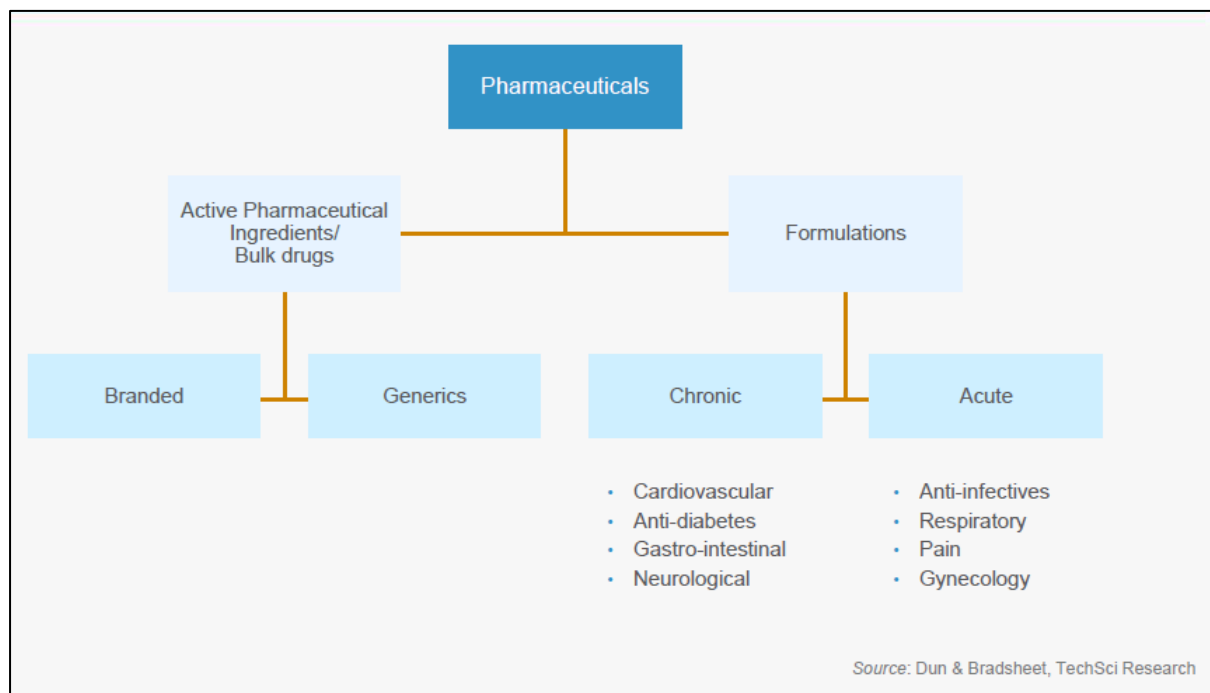 Pharmaceuticals
Active Pharmaceutical
Ingredients/
Bulk drugs
Formulations
Branded
Generics
Chronic
Acute
• Cardiovascular
• Anti-diabetes
• Gastro-intestinal
• Neurological
• Anti-infectives
• Respiratory
• Pain
• Gynecology
Source: Dun & Bradsheet, TechSci Research